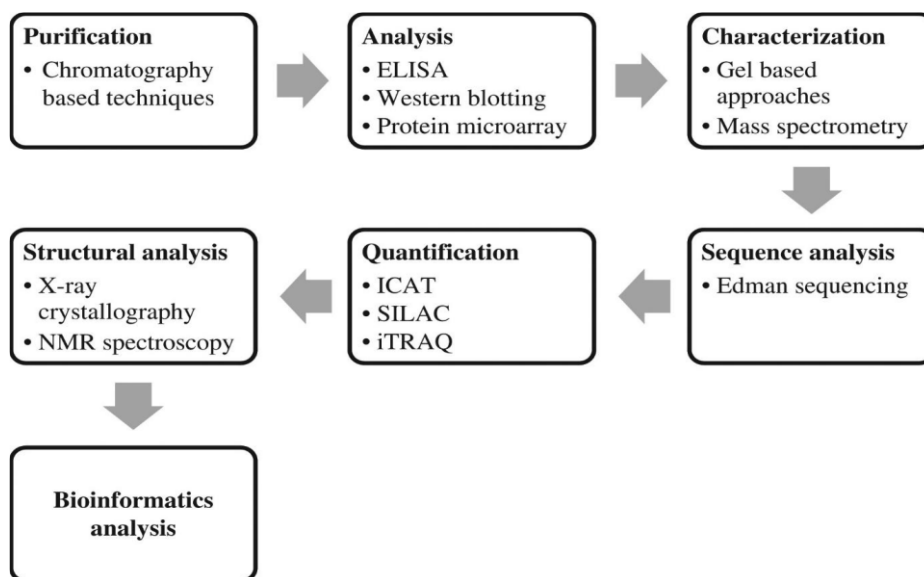 Purification
• Chromatography
based techniques
Analysis
• ELISA
• Western blotting
• Protein microarray
Characterization
• Gel based
approaches
• Mass spectrometry
Structural analysis
• X-ray
crystallography
• NMR spectroscopy
Quantification
• ICAT
• SILAC
• iTRAQ
Sequence analysis
• Edman sequencing
Bioinformatics
analysis